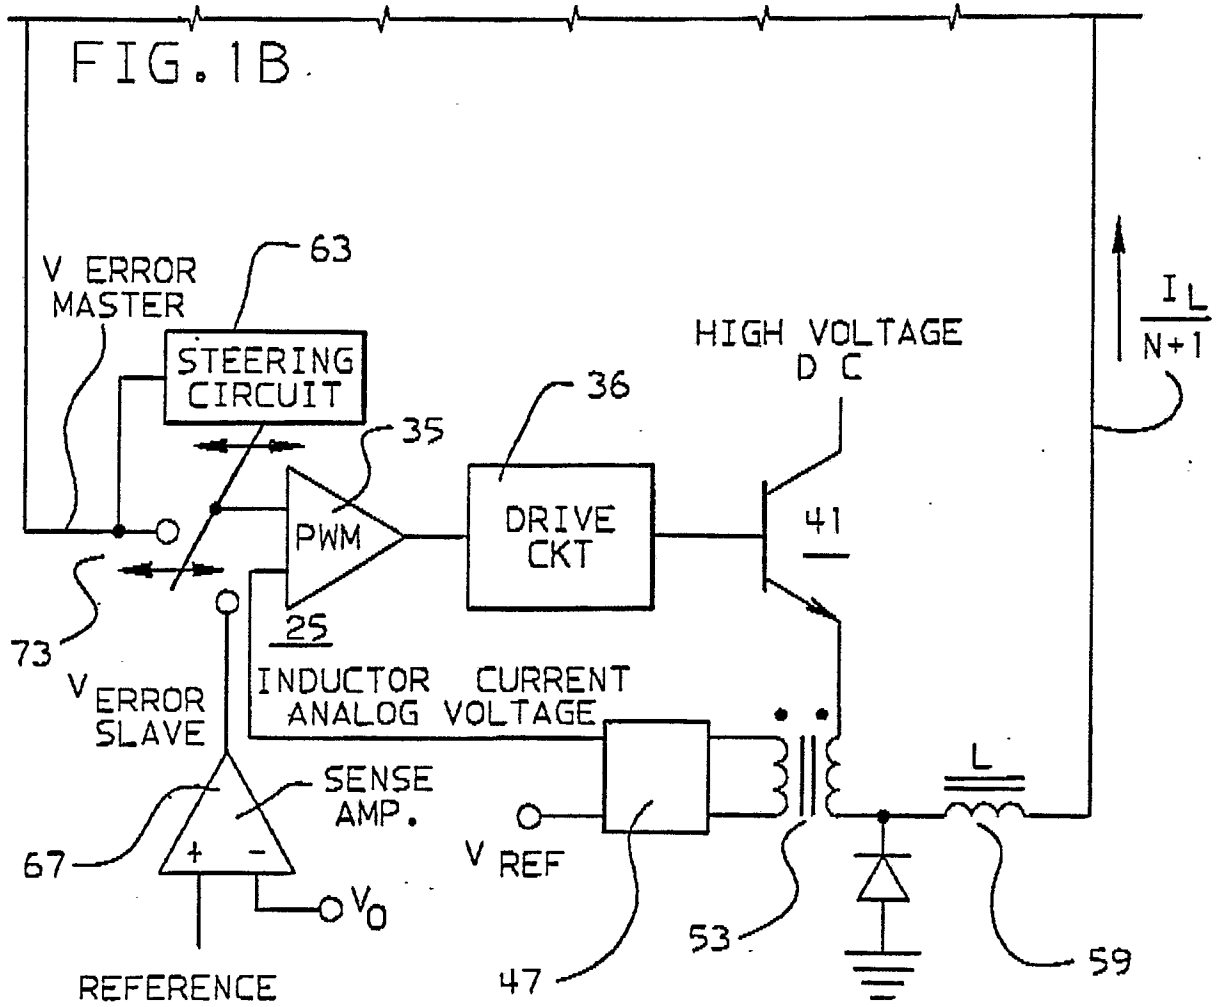 FIG. 1B
63
V ERROR
MASTER
STEERING
CIRCUIT
HIGH VOLTAGE
D C
I L
N+1
36
35
PWM
DRIVE
CKT
41
25
73
V ERROR
SLAVE
INDUCTOR CURRENT
ANALOG VOLTAGE
L
SENSE
AMP.
+ −
67
V REF
V O
53
59
47
REFERENCE